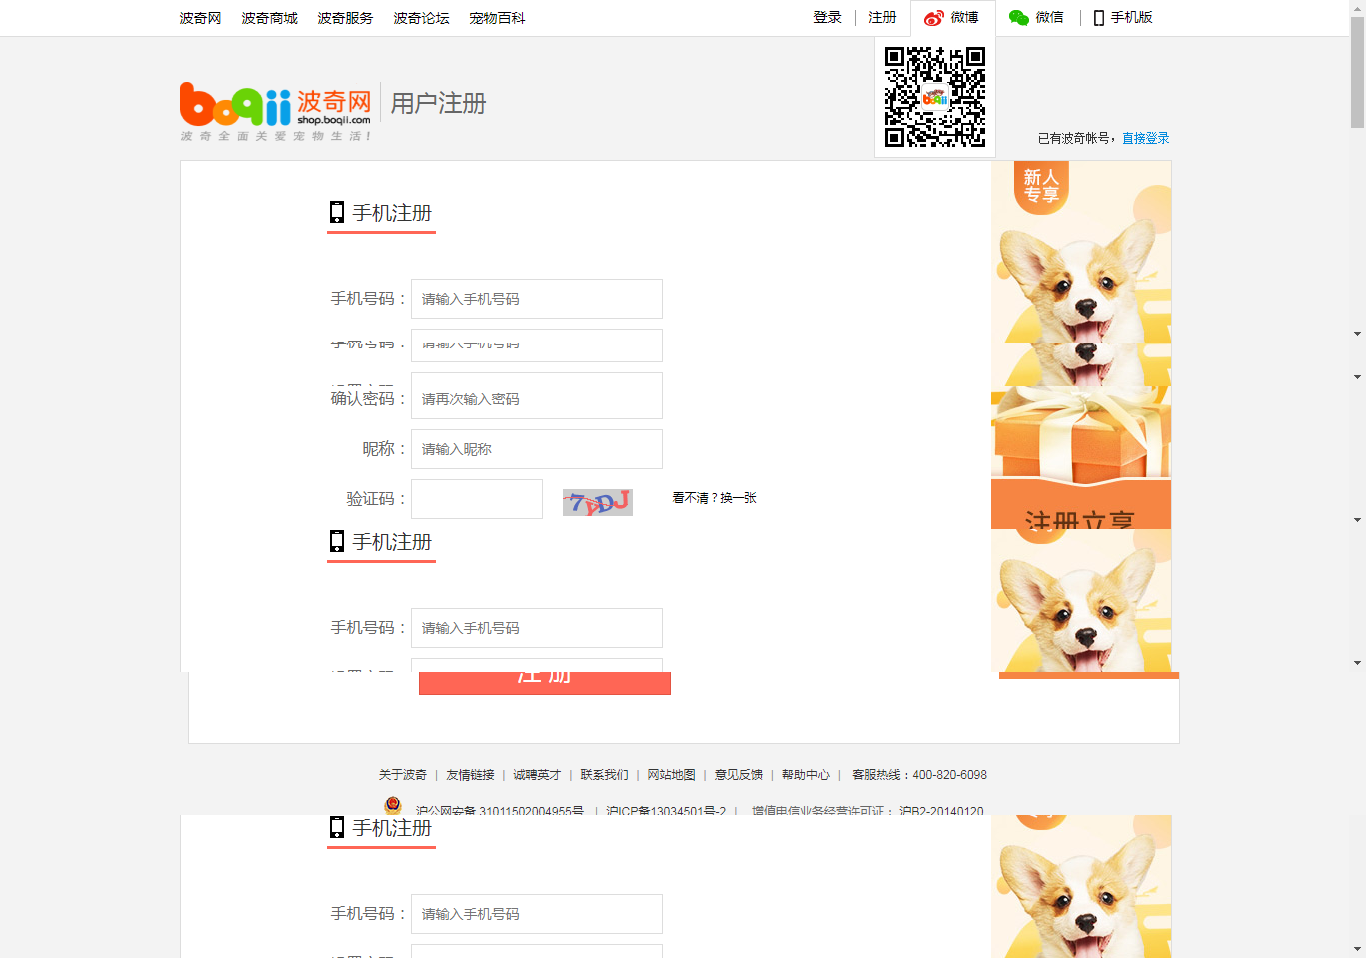 波奇网 波奇商城 波奇服务 波奇论坛 宠物百科 登录 注册 微博 微信 手机版
boqii 波奇网 用户注册
shop.boqii.com
波奇全面关爱宠物生活!
已有波奇帐号，直接登录
新人
专享
手机注册
手机号码： 请输入手机号码
手机号码： 请输入手机号码
确认密码： 请再次输入密码
昵称： 请输入昵称
验证码： 7ADJ 看不清？换一张
注册立享
手机注册
手机号码： 请输入手机号码
注册
关于波奇 | 友情链接 | 诚聘英才 | 联系我们 | 网站地图 | 意见反馈 | 帮助中心 | 客服热线：400-820-6098
沪公网安备 31011502004955号 | 沪ICP备13034501号-2 | 增值电信业务经营许可证： 沪B2-20140120
手机注册
手机号码： 请输入手机号码